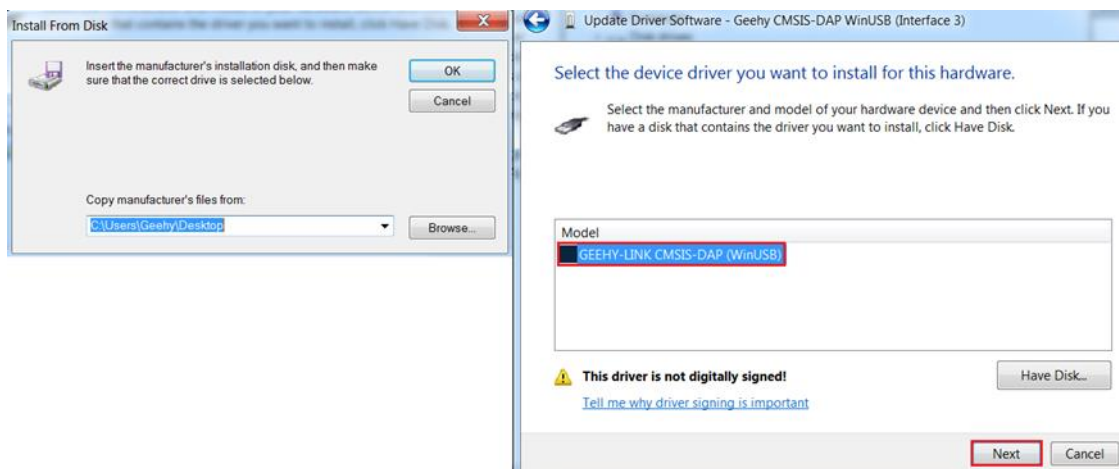 Install From Disk
Insert the manufacturer's installation disk, and then make
sure that the correct drive is selected below.
OK
Cancel
Copy manufacturer's files from:
C:\Users\Geehy\Desktop
Browse...
Update Driver Software - Geehy CMSIS-DAP WinUSB (Interface 3)
Select the device driver you want to install for this hardware.
Select the manufacturer and model of your hardware device and then click Next. If you
have a disk that contains the driver you want to install, click Have Disk.
Model
GEEHY-LINK CMSIS-DAP (WinUSB)
This driver is not digitally signed!
Have Disk...
Tell me why driver signing is important
Next
Cancel